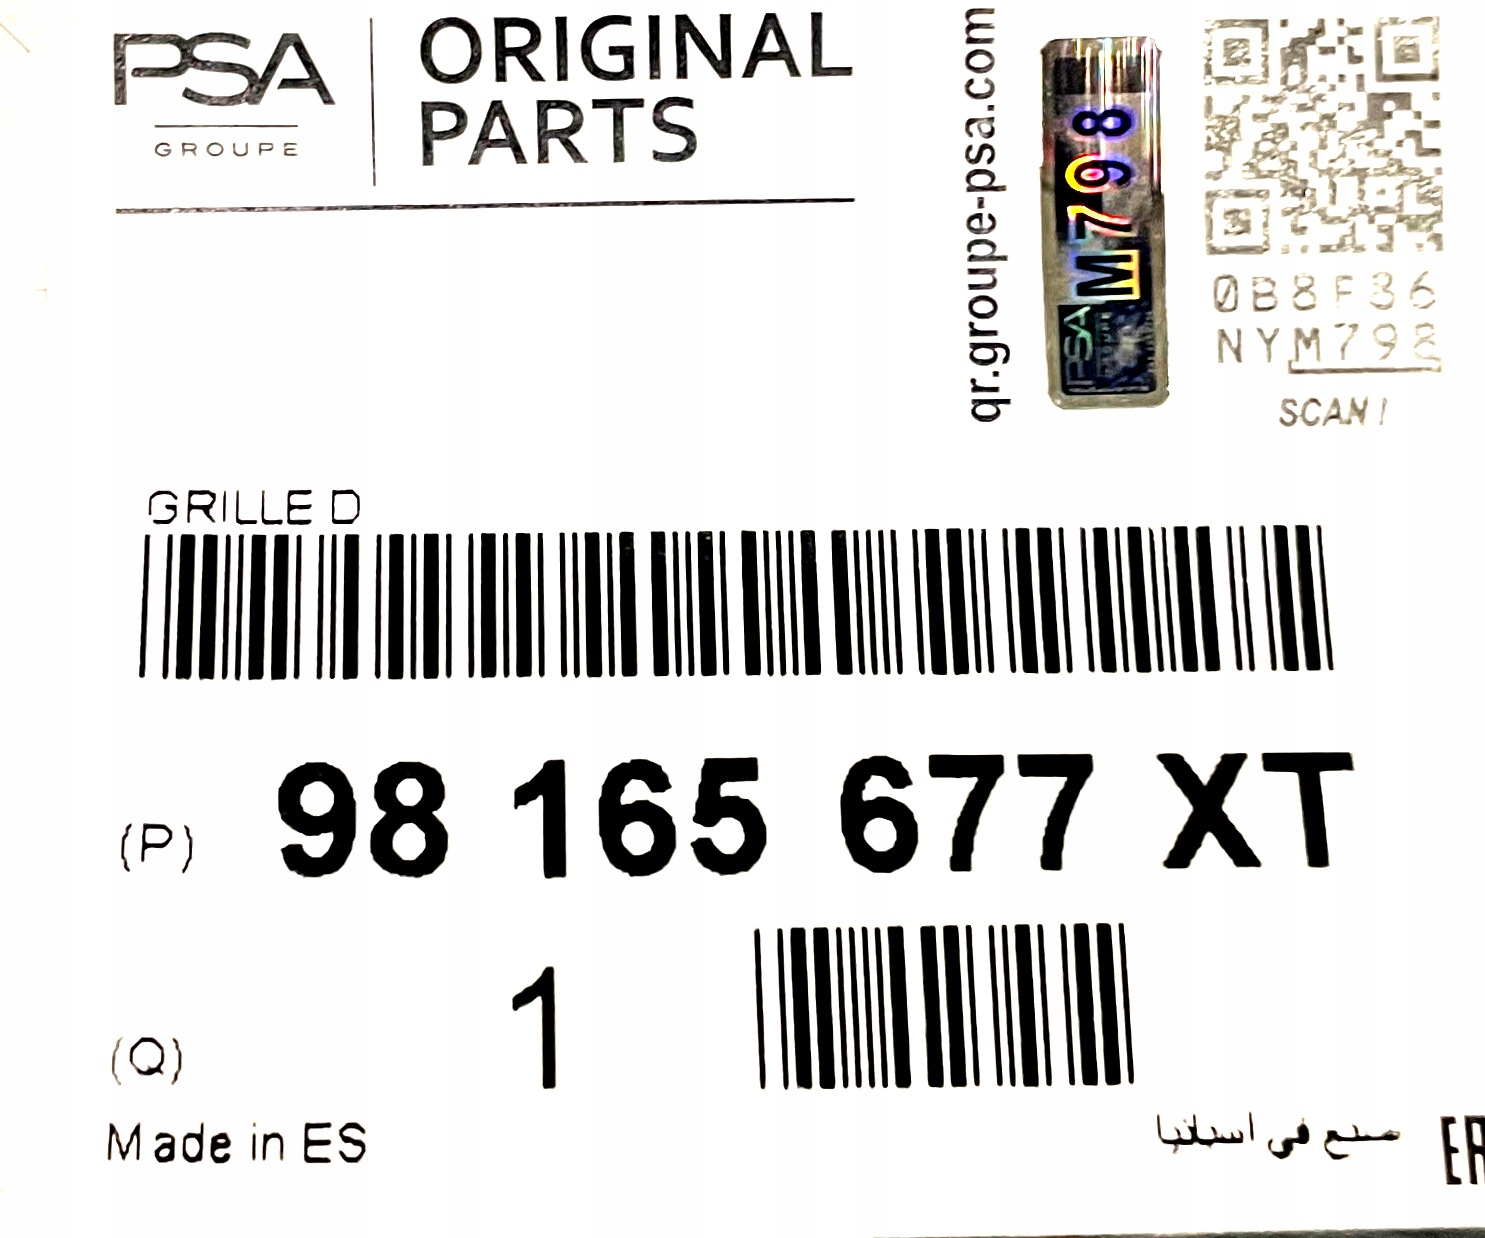 PSA
GROUPE
ORIGINAL
PARTS
qr.groupe-psa.com
M798
PSA
0B8F36
NYM798
SCAN!
GRILLE D
(P) 98 165 677 XT
(Q) 1
Made in ES
صنع في اسبانيا